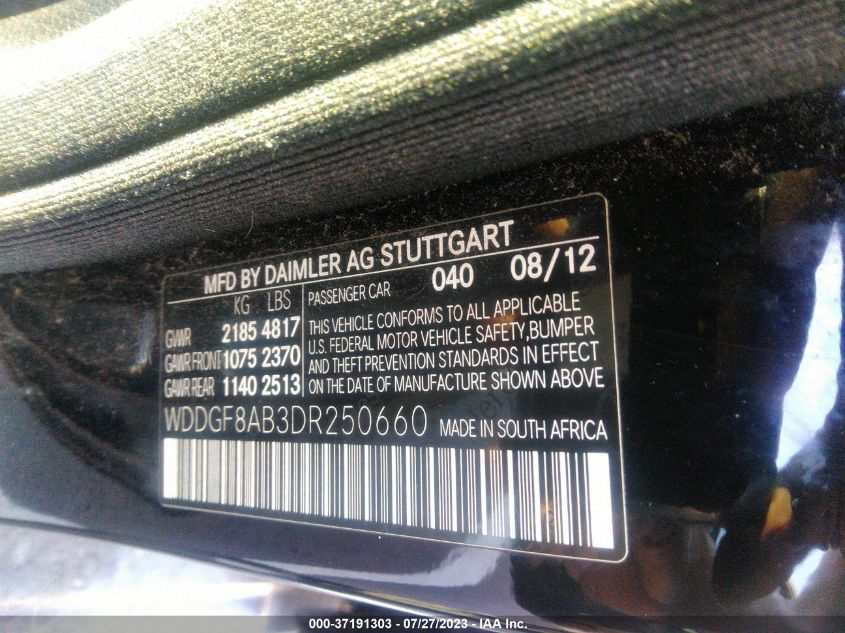 MFD BY DAIMLER AG STUTTGART
KG LBS
PASSENGER CAR 040 08/12
GVWR 2185 4817
GAWR FRONT 1075 2370
GAWR REAR 1140 2513
THIS VEHICLE CONFORMS TO ALL APPLICABLE
U.S. FEDERAL MOTOR VEHICLE SAFETY, BUMPER
AND THEFT PREVENTION STANDARDS IN EFFECT
ON DATE OF MANUFACTURE SHOWN ABOVE
WDDGF8AB3DR250660 MADE IN SOUTH AFRICA
000-37191303 - 07/27/2023 - © IAA Inc.